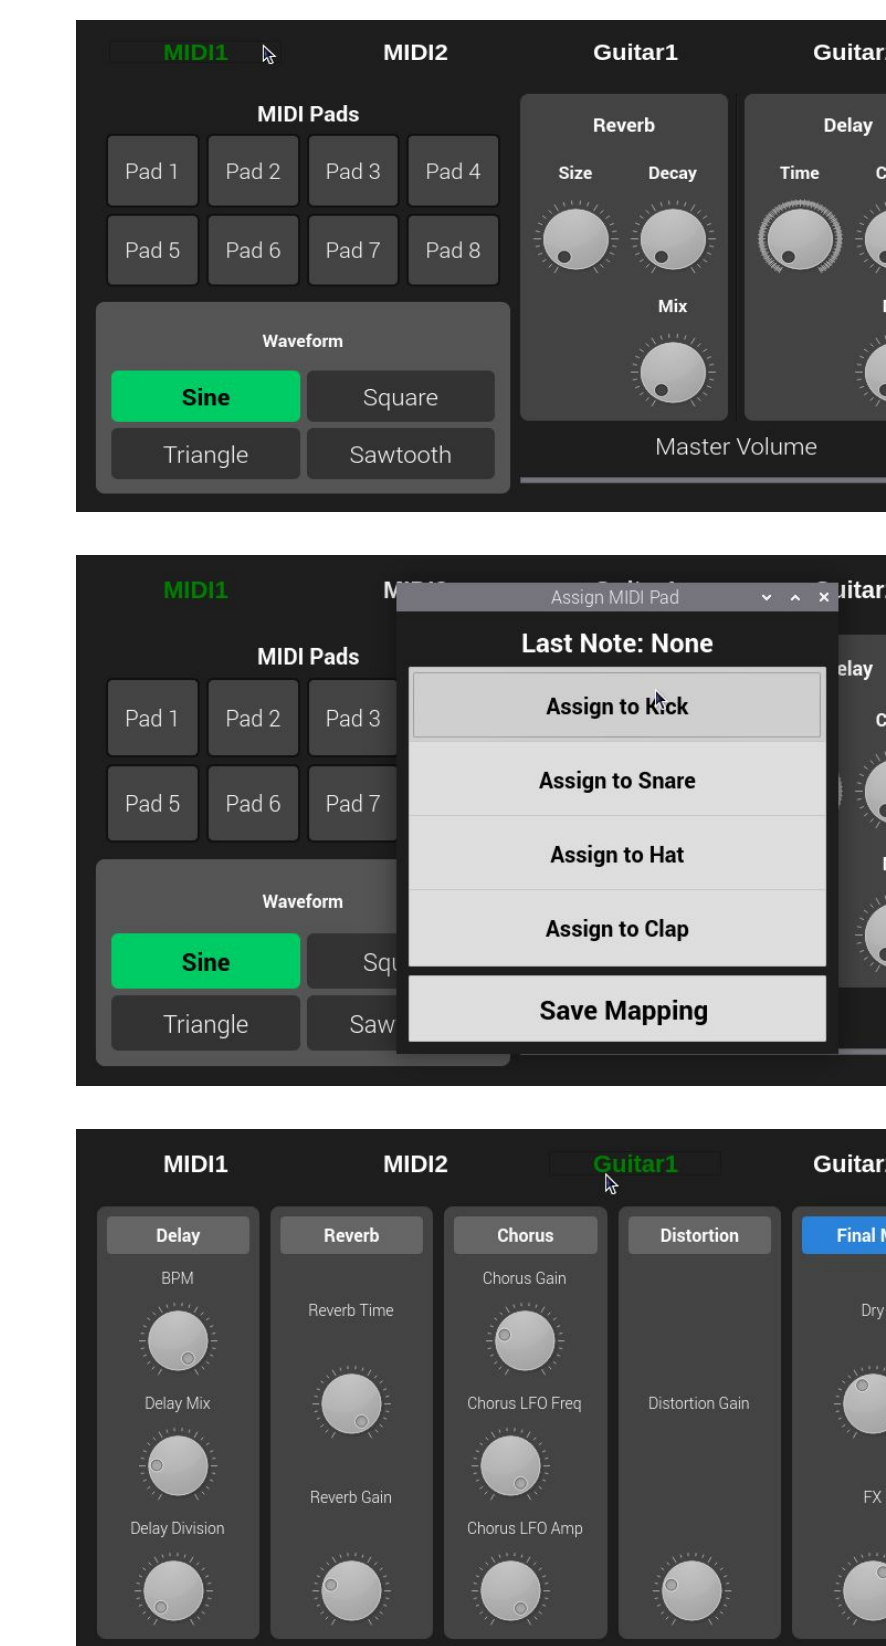 MIDI1 MIDI2 Guitar1 Guitar
MIDI Pads
Reverb Delay
Pad 1 Pad 2 Pad 3 Pad 4
Size Decay Time
Pad 5 Pad 6 Pad 7 Pad 8
Mix
Waveform
Sine Square
Master Volume
Triangle Sawtooth
MIDI1 Assign MIDI Pad
Last Note: None
MIDI Pads
Assign to Kick
Pad 1 Pad 2 Pad 3
Assign to Snare
Pad 5 Pad 6 Pad 7
Assign to Hat
Waveform
Assign to Clap
Sine
Save Mapping
Triangle
MIDI1 MIDI2 Guitar1 Guitar
Delay Reverb Chorus Distortion Final
BPM Chorus Gain
Reverb Time Dry
Delay Mix Chorus LFO Freq Distortion Gain
Reverb Gain FX
Delay Division Chorus LFO Amp